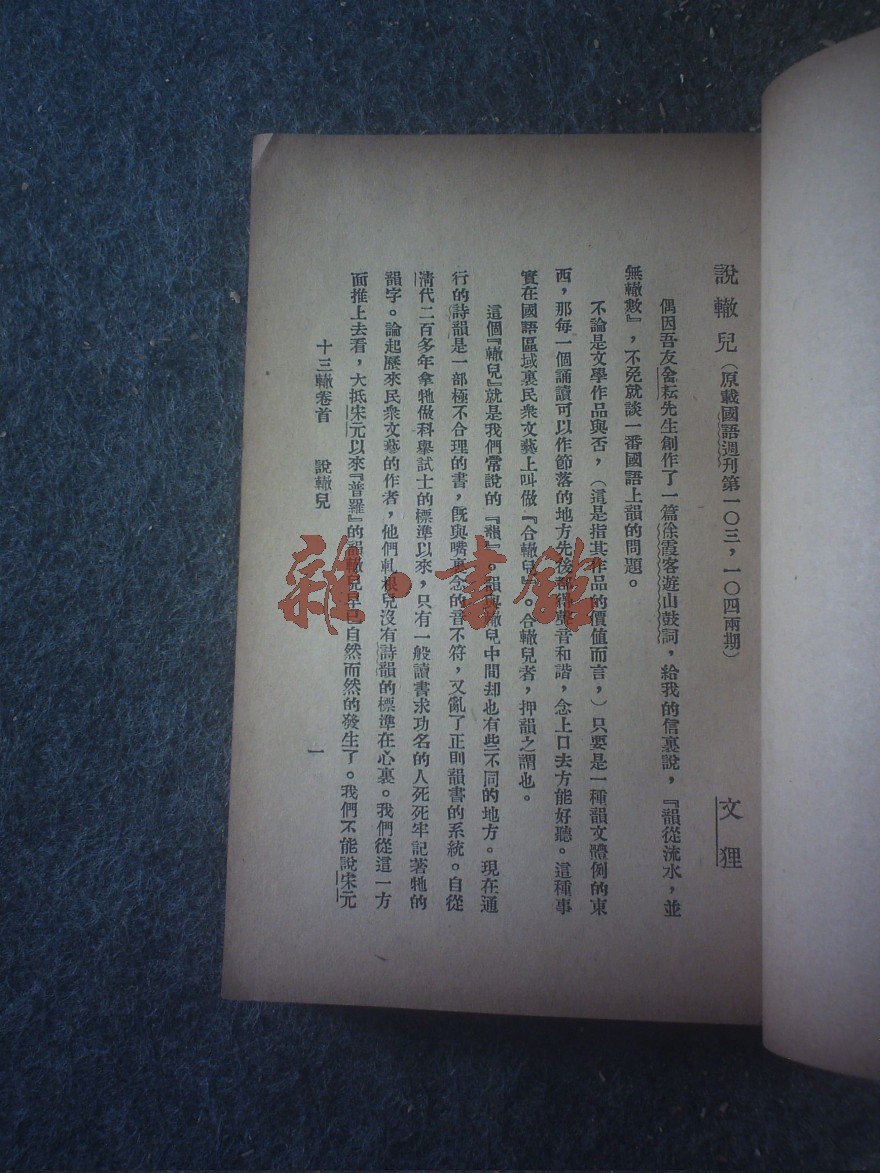 說轍兒（原載國語週刊第一〇三，一〇四兩期）
文狸
偶因吾友舍耘先生創作了一篇徐霞客遊山鼓詞，給我的信裏說，『韻從流水，並
無轍數』，不免就談一番國語上韻的問題。
不論是文學作品與否，（這是指其作品的價値而言，）只要是一種韻文體例的東
西，那每一個誦讀可以作節落的地方先後都得聲音和諧，念上口去方能好聽。這種事
實在國語區域裏民衆文藝上叫做『合轍兒』。合轍兒者，押韻之謂也。
這個『轍兒』就是我們常說的『韻』。韻與轍兒中間却也有些不同的地方。現在通
行的詩韻是一部極不合理的書，旣與嘴裏念的音不符，又亂了正則韻書的系統。自從
清代二百多年拿牠做科舉試士的標準以來，只有一般讀書求功名的人死死牢記著牠的
韻字。論起歷來民衆文藝的作者，他們軋根兒沒有詩韻的標準在心裏。我們從這一方
面推上去看，大抵宋元以來『普羅』的韻轍兒早已自然而然的發生了。我們不能說宋元
十三轍卷首　說轍兒
一
雜·書館